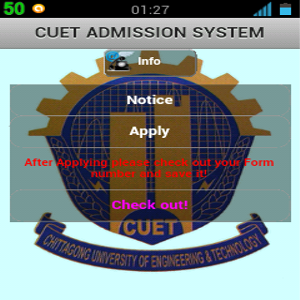 50
01:27
CUET ADMISSION SYSTEM
Info
Notice
Apply
After Applying please check out your Form
number and save it!
Check out!
CUET
CHITTAGONG UNIVERSITY OF ENGINEERING & TECHNOLOGY